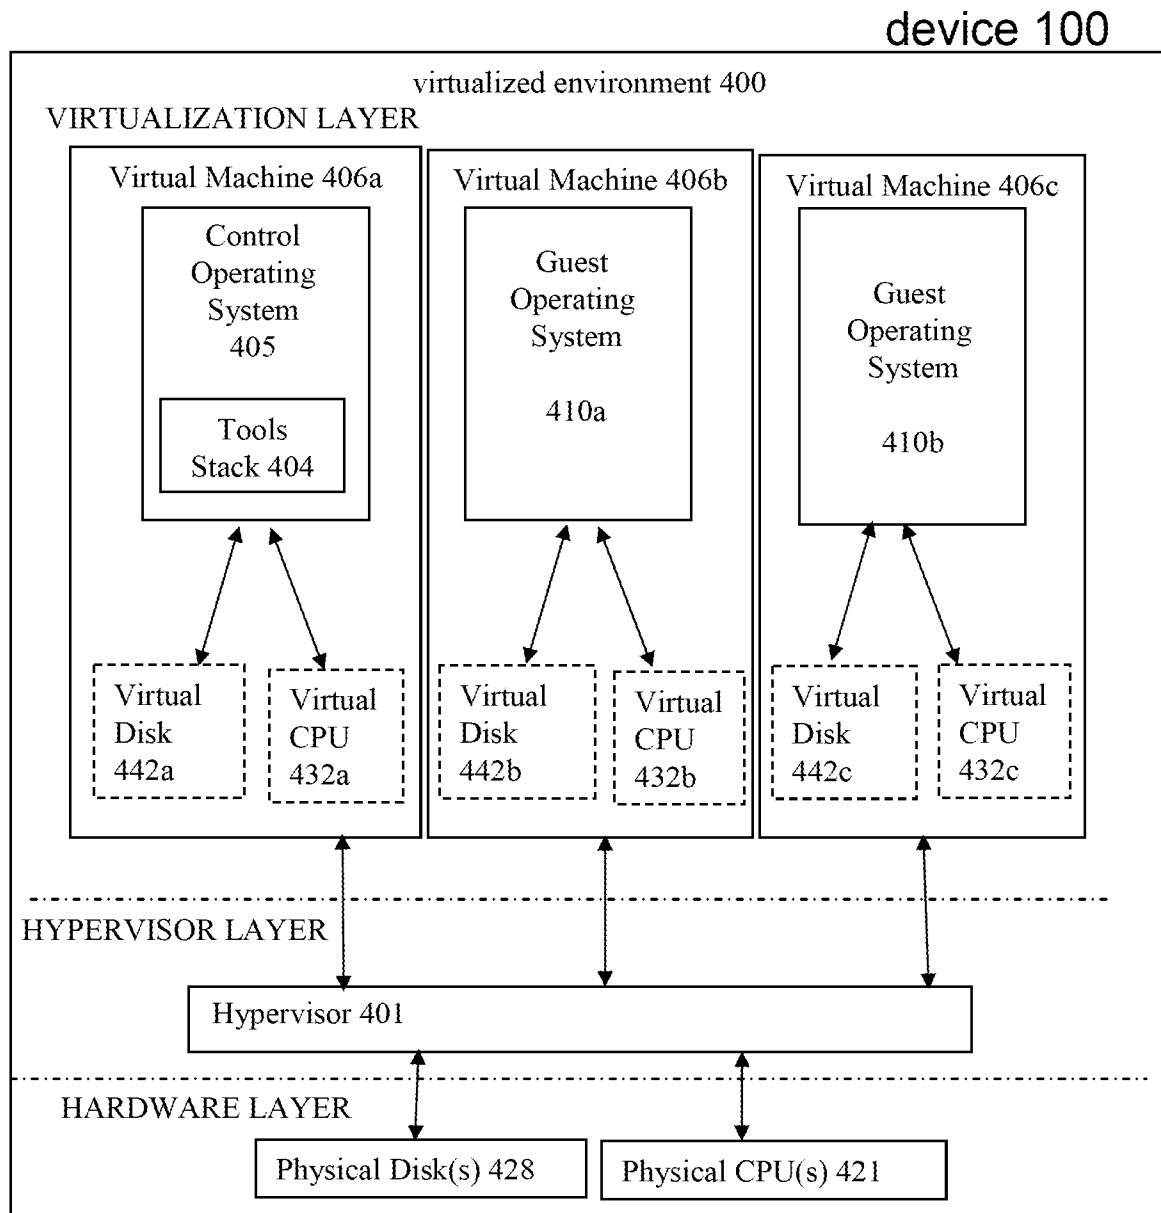 device 100
virtualized environment 400
VIRTUALIZATION LAYER
Virtual Machine 406a
Control
Operating
System
405
Tools
Stack 404
Virtual
Disk
442a
Virtual
CPU
432a
Virtual Machine 406b
Guest
Operating
System
410a
Virtual
Disk
442b
Virtual
CPU
432b
Virtual Machine 406c
Guest
Operating
System
410b
Virtual
Disk
442c
Virtual
CPU
432c
HYPERVISOR LAYER
Hypervisor 401
HARDWARE LAYER
Physical Disk(s) 428
Physical CPU(s) 421